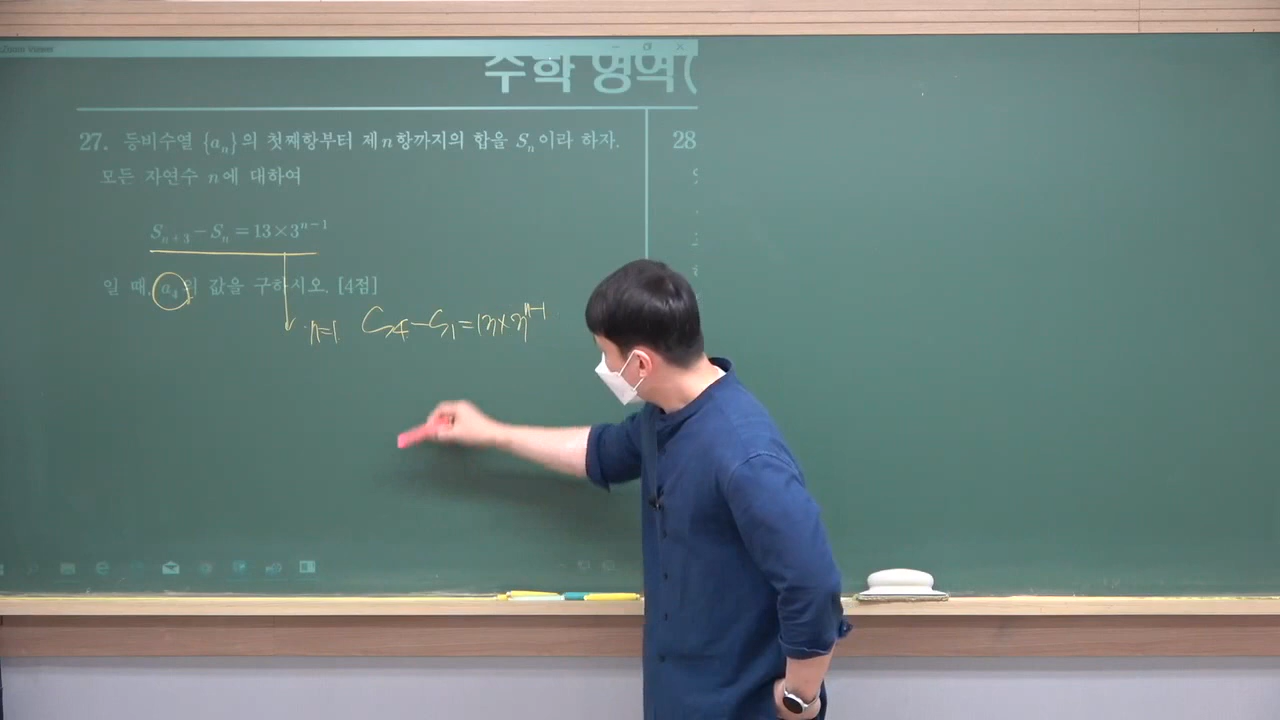 Zoom Viewer
수학 영역(
27. 등비수열 {aₙ}의 첫째항부터 제n항까지의 합을 Sₙ이라 하자.
모든 자연수 n에 대하여
Sₙ₊₃ − Sₙ = 13×3ⁿ⁻¹
일 때, a₄의 값을 구하시오. [4점]
n=1 S₄−S₁=13×3ⁿ⁻¹
28